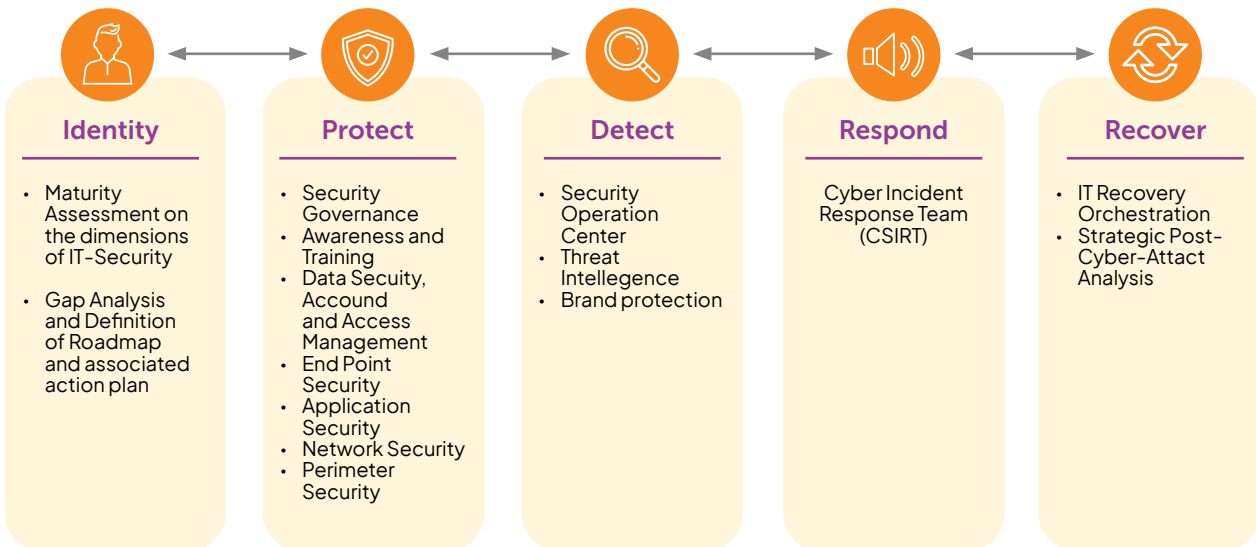 Identity
• Maturity
Assessment on
the dimensions
of IT-Security
• Gap Analysis
and Definition
of Roadmap
and associated
action plan
Protect
• Security
Governance
• Awareness and
Training
• Data Secuity,
Accound
and Access
Management
• End Point
Security
• Application
Security
• Network Security
• Perimeter
Security
Detect
• Security
Operation
Center
• Threat
Intellegence
• Brand protection
Respond
Cyber Incident
Response Team
(CSIRT)
Recover
• IT Recovery
Orchestration
• Strategic Post-
Cyber-Attact
Analysis